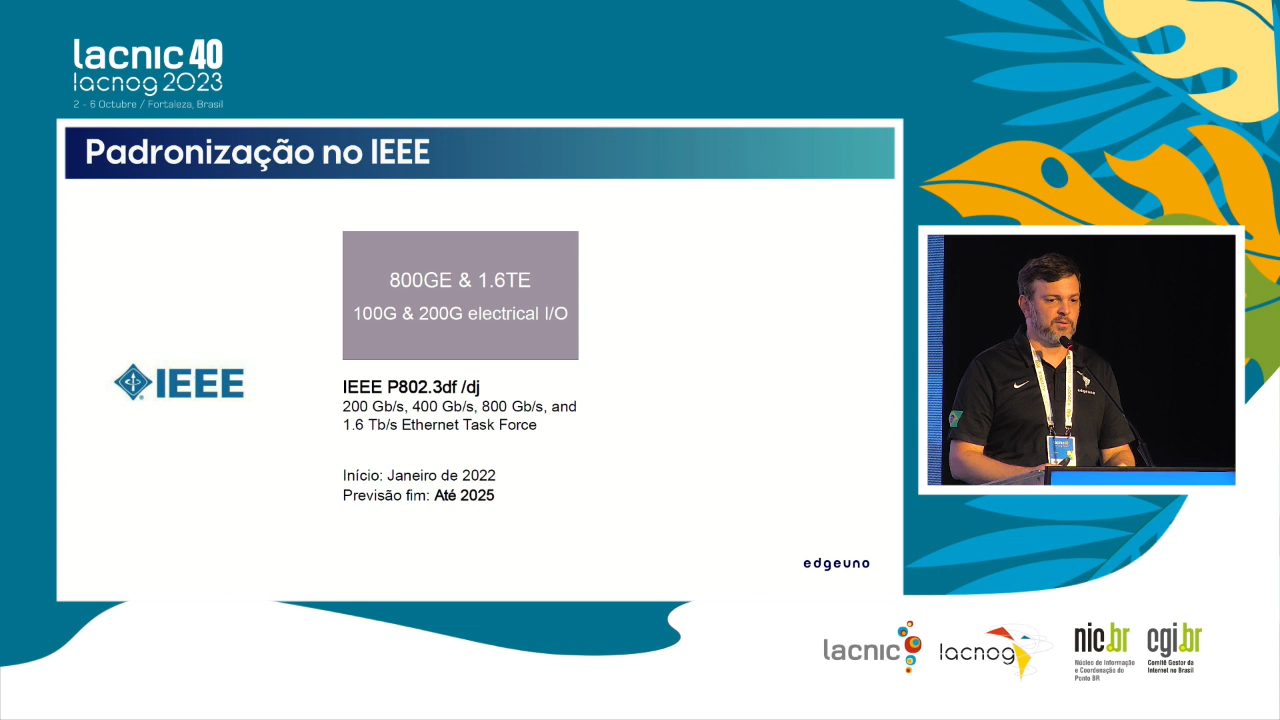 lacnic 40
lacnog 2023
2 - 6 Octubre / Fortaleza, Brasil
Padronização no IEEE
800GE & 1.6TE
100G & 200G electrical I/O
IEEE
IEEE P802.3df /dj
200 Gb/s, 400 Gb/s, 800 Gb/s, and
1.6 Tb/s Ethernet Task Force
Início: Janeiro de 2022
Previsão fim: Até 2025
edgeuno
edgeuno
lacnic
lacnog
nic.br
Núcleo de Informação
e Coordenação do
Ponto BR
cgi.br
Comitê Gestor da
Internet no Brasil